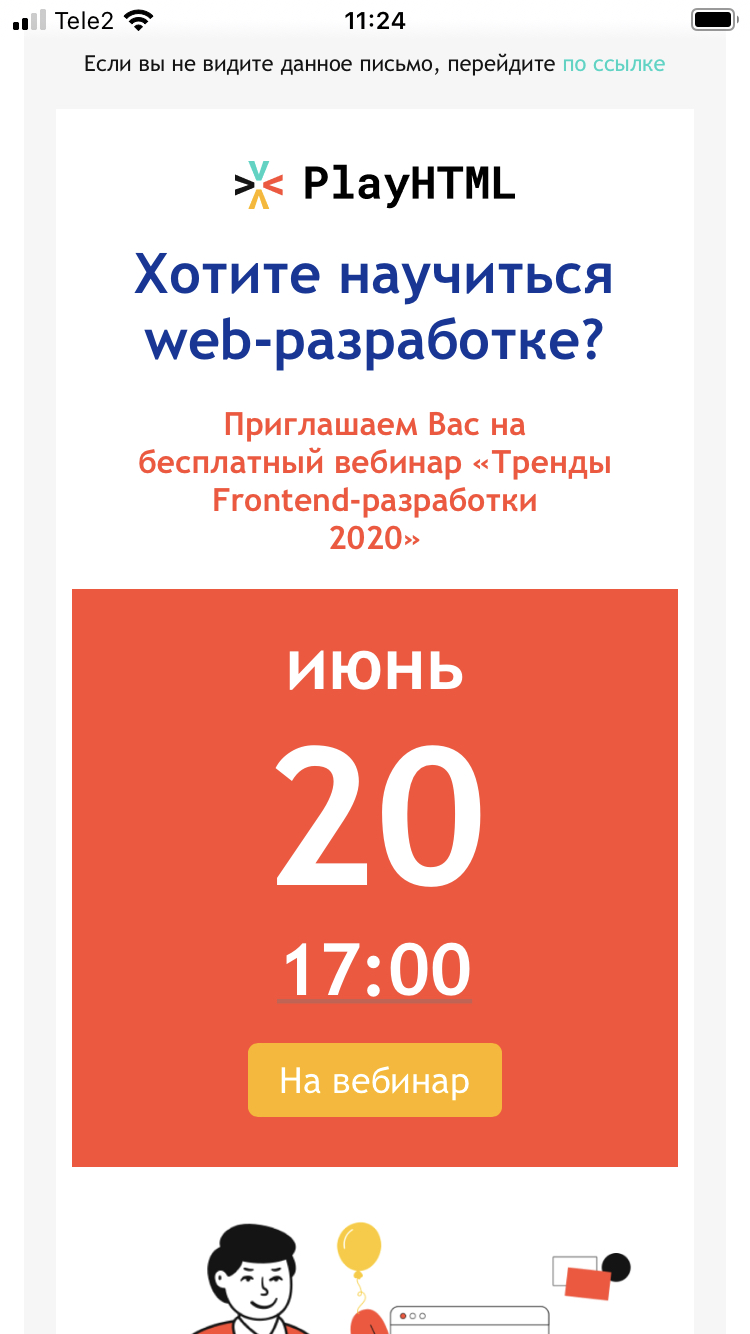 Tele2 11:24
Если вы не видите данное письмо, перейдите по ссылке
PlayHTML
Хотите научиться
web-разработке?
Приглашаем Вас на
бесплатный вебинар «Тренды
Frontend-разработки
2020»
ИЮНЬ
20
17:00
На вебинар